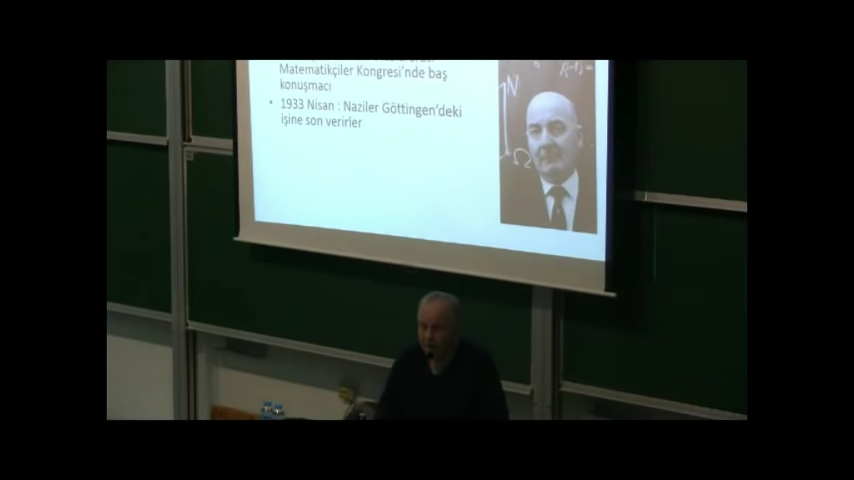 Matematikçiler Kongresi'nde baş
konuşmacı
• 1933 Nisan : Naziler Göttingen'deki
işine son verirler
N
Ω